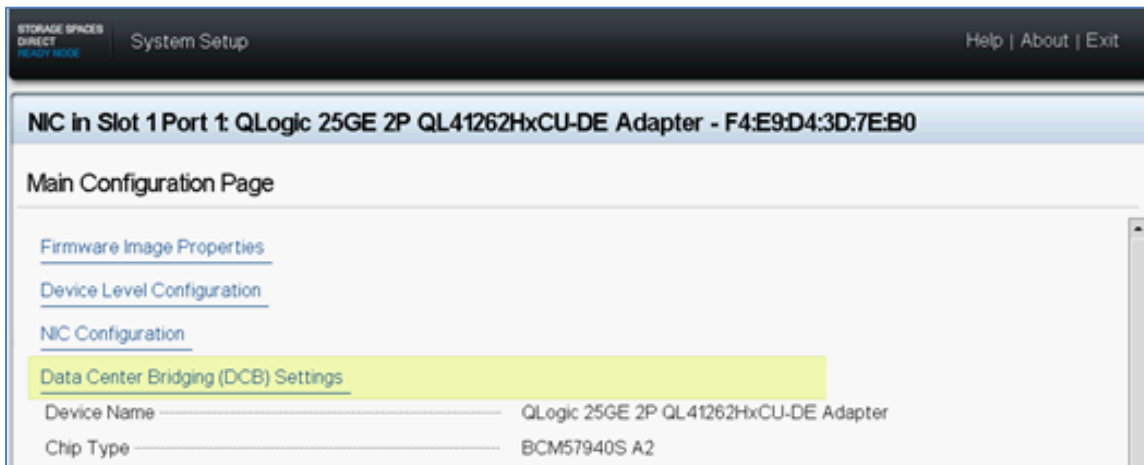 STORAGE SPACES
DIRECT
READY NODE
System Setup
Help | About | Exit
NIC in Slot 1 Port 1: QLogic 25GE 2P QL41262HxCU-DE Adapter - F4:E9:D4:3D:7E:B0
Main Configuration Page
Firmware Image Properties
Device Level Configuration
NIC Configuration
Data Center Bridging (DCB) Settings
Device Name QLogic 25GE 2P QL41262HxCU-DE Adapter
Chip Type BCM57940S A2